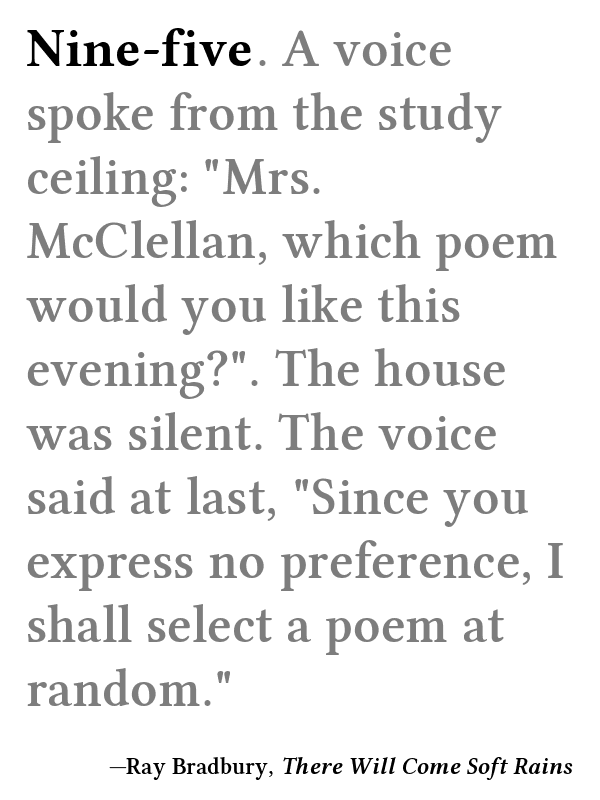 Nine-five. A voice
spoke from the study
ceiling: "Mrs.
McClellan, which poem
would you like this
evening?". The house
was silent. The voice
said at last, "Since you
express no preference, I
shall select a poem at
random."
—Ray Bradbury, There Will Come Soft Rains